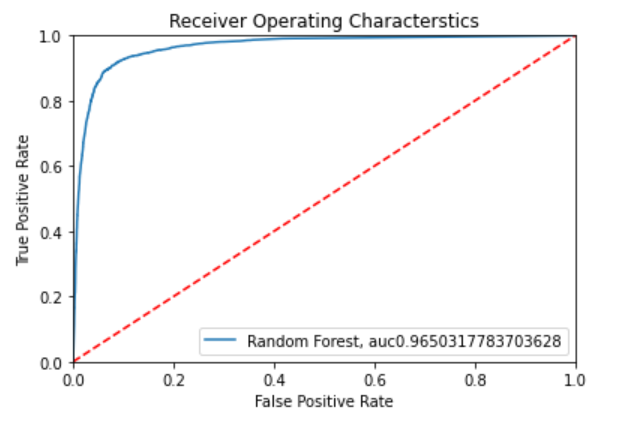 Receiver Operating Characterstics
1.0
0.8
0.6
0.4
0.2
0.0
True Positive Rate
Random Forest, auc0.9650317783703628
0.0 0.2 0.4 0.6 0.8 1.0
False Positive Rate